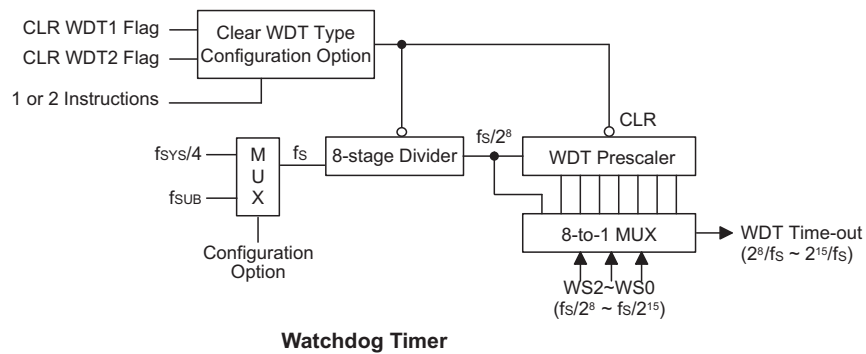 CLR WDT1 Flag
CLR WDT2 Flag
1 or 2 Instructions
Clear WDT Type
Configuration Option
fSYS/4
fSUB
M
U
X
Configuration
Option
fS
8-stage Divider
fS/2⁸
CLR
WDT Prescaler
8-to-1 MUX
WDT Time-out
(2⁸/fS ~ 2¹⁵/fS)
WS2~WS0
(fS/2⁸ ~ fS/2¹⁵)
Watchdog Timer